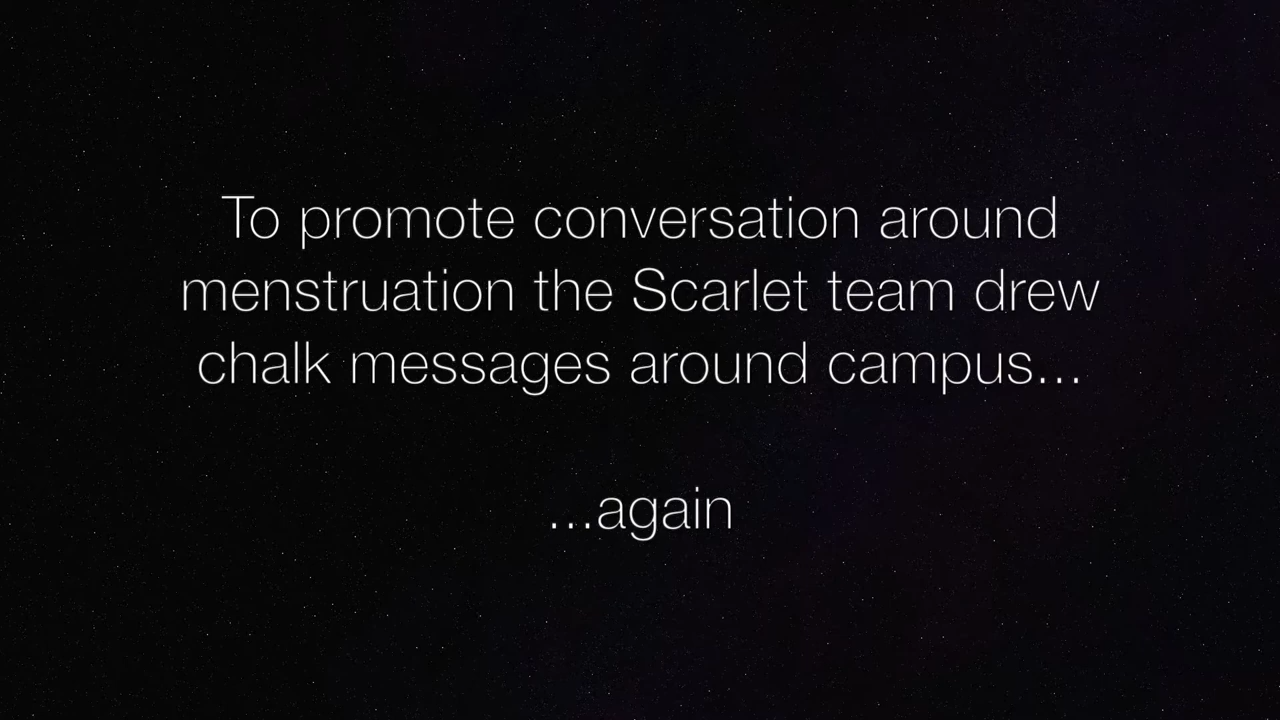 To promote conversation around
menstruation the Scarlet team drew
chalk messages around campus...
...again